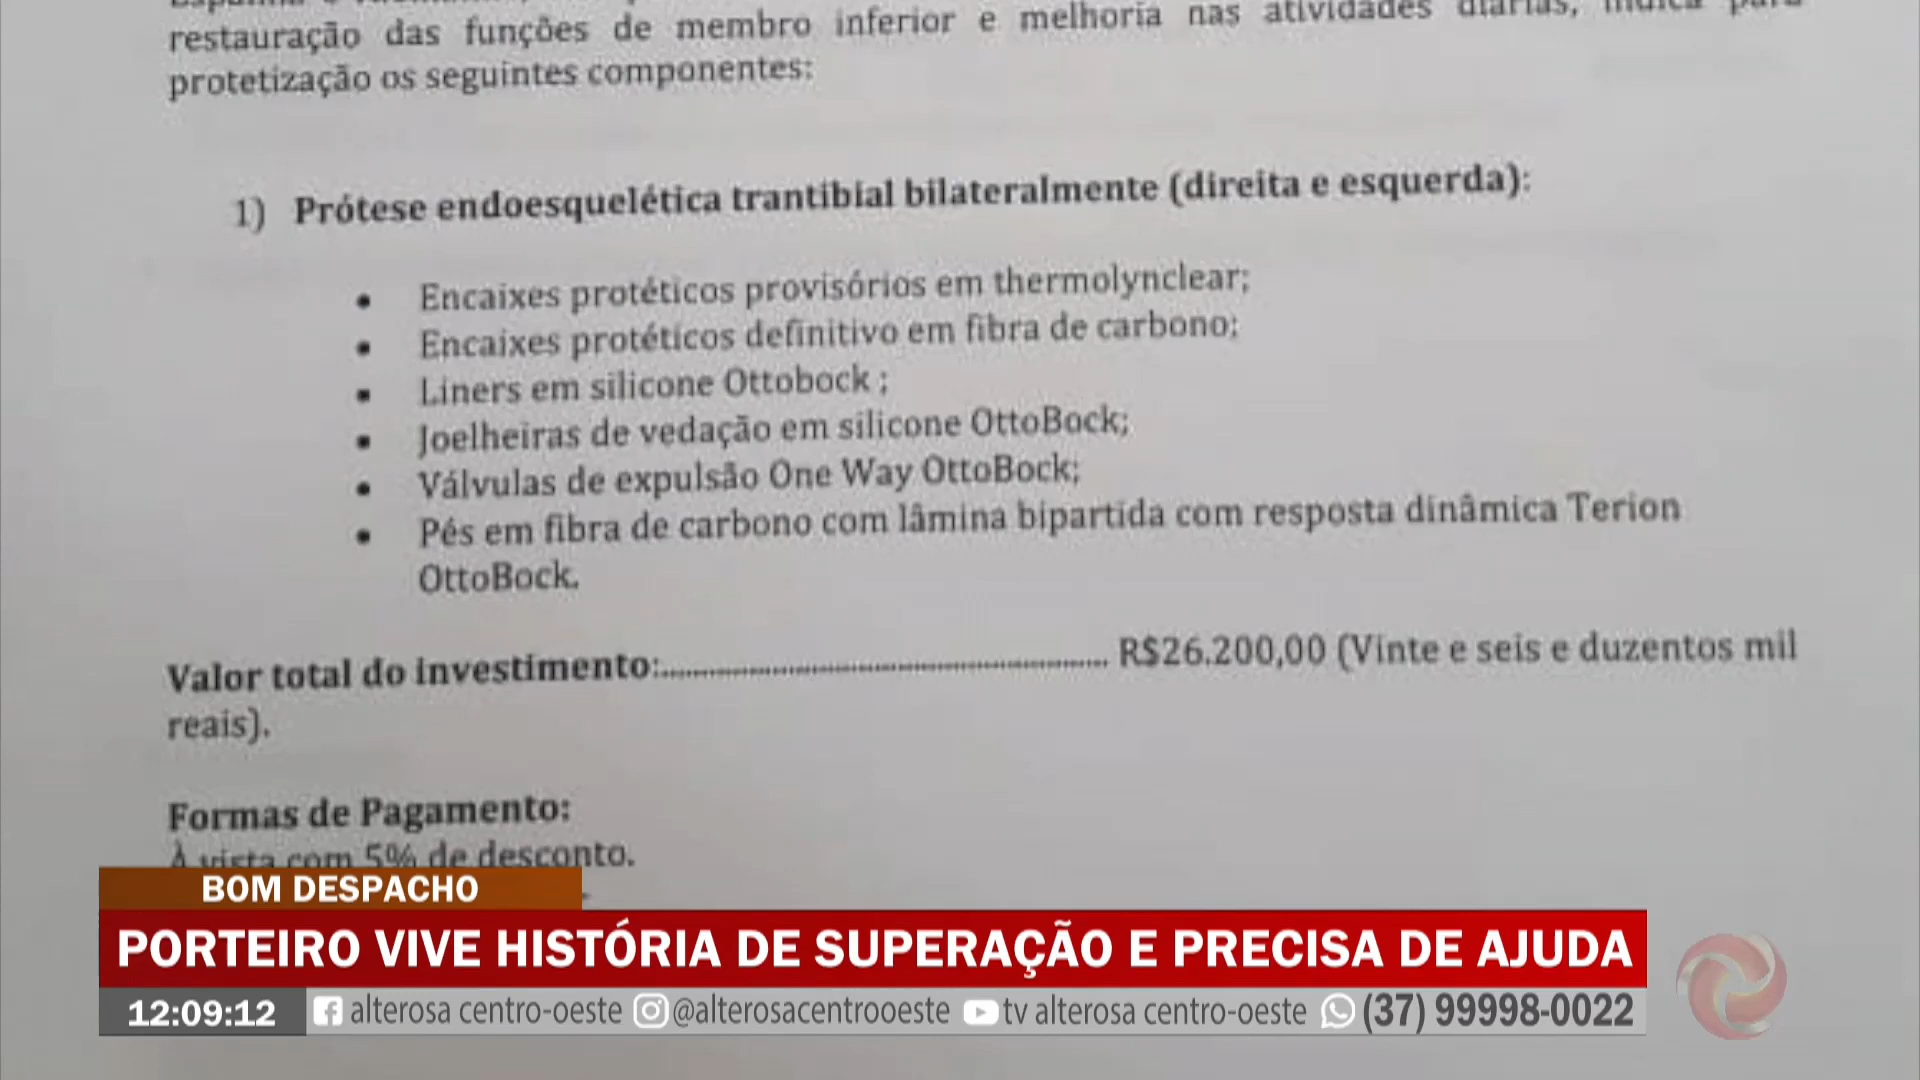 restauração das funções de membro inferior e melhoria nas atividades diárias, indica para
protetização os seguintes componentes:
1) Prótese endoesquelética trantibial bilateralmente (direita e esquerda):
• Encaixes protéticos provisórios em thermolynclear;
• Encaixes protéticos definitivo em fibra de carbono;
• Liners em silicone Ottobock ;
• Joelheiras de vedação em silicone OttoBock;
• Válvulas de expulsão One Way OttoBock;
• Pés em fibra de carbono com lâmina bipartida com resposta dinâmica Terion
OttoBock.
Valor total do investimento:........................................................ R$26.200,00 (Vinte e seis e duzentos mil
reais).
Formas de Pagamento:
À vista com 5% de desconto.
BOM DESPACHO
PORTEIRO VIVE HISTÓRIA DE SUPERAÇÃO E PRECISA DE AJUDA
12:09:12 alterosa centro-oeste @alterosacentrooeste tv alterosa centro-oeste (37) 99998-0022